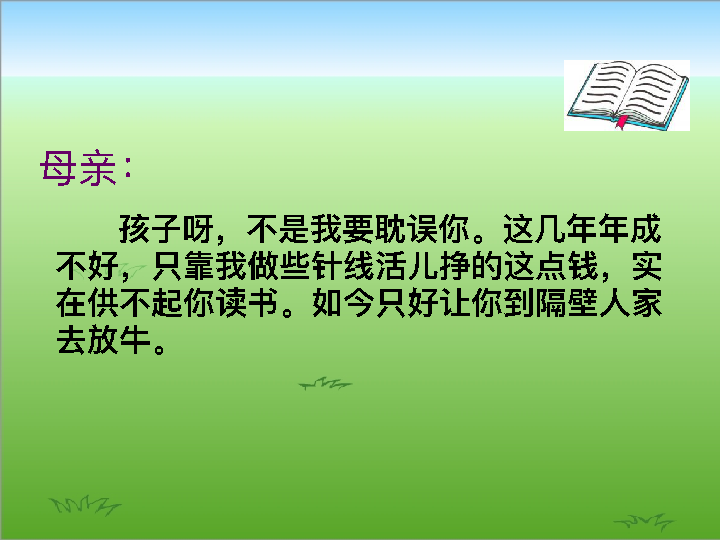 母亲：
孩子呀，不是我要耽误你。这几年年成
不好，只靠我做些针线活儿挣的这点钱，实
在供不起你读书。如今只好让你到隔壁人家
去放牛。